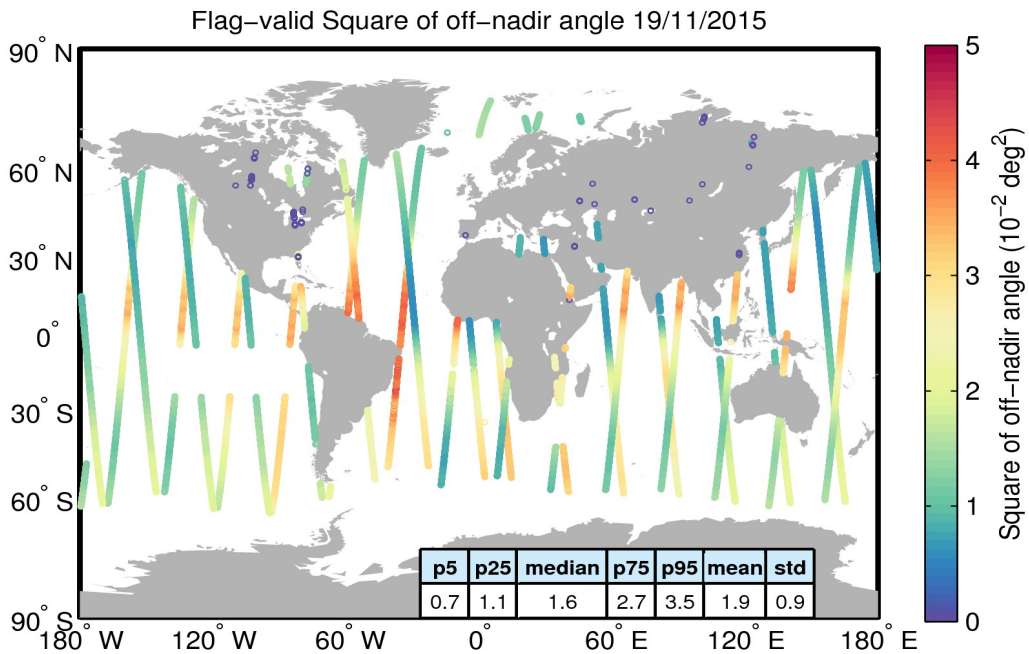 Flag-valid Square of off-nadir angle 19/11/2015
90° N
60° N
30° N
0°
30° S
60° S
90° S
180° W
120° W
60° W
0°
60° E
120° E
180° E
p5 p25 median p75 p95 mean std
0.7 1.1 1.6 2.7 3.5 1.9 0.9
5
4
3
2
1
0
Square of off-nadir angle (10⁻² deg²)